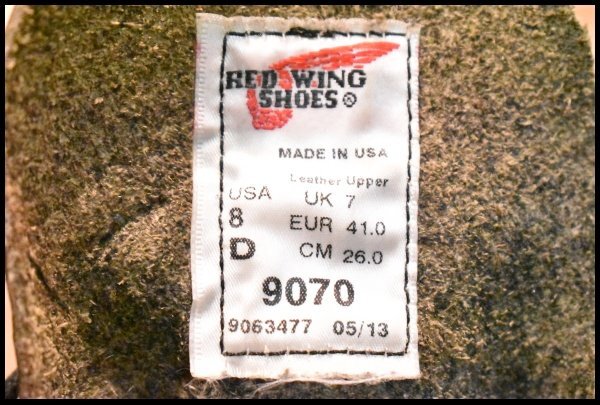 RED WING
SHOES®
MADE IN USA
Leather Upper
USA UK 7
8 EUR 41.0
D CM 26.0
9070
9063477 05/13